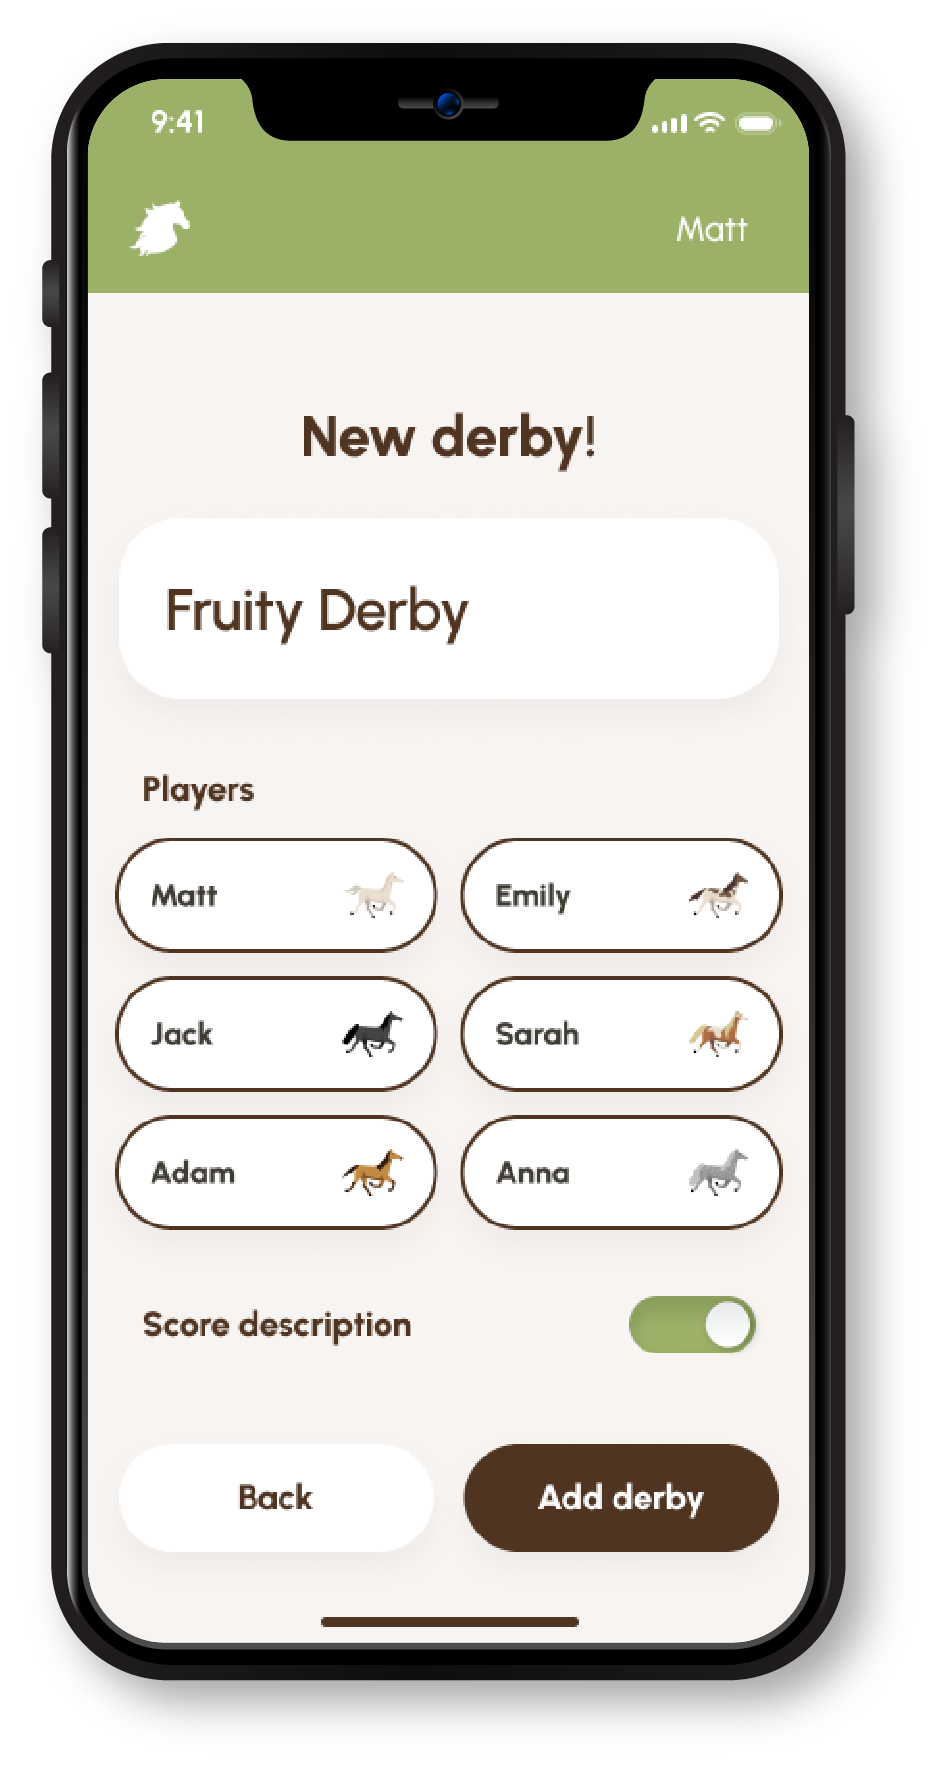 9:41
Matt
New derby!
Fruity Derby
Players
Matt
Emily
Jack
Sarah
Adam
Anna
Score description
Back
Add derby